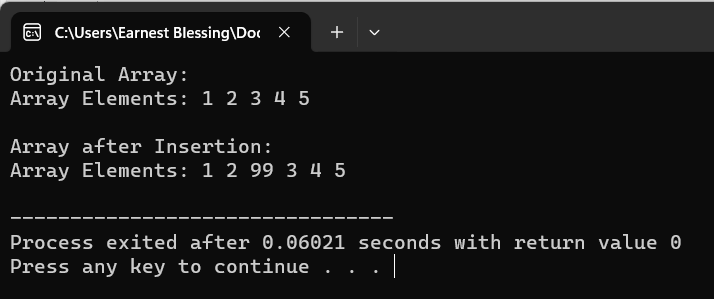 C:\Users\Earnest Blessing\Doc
Original Array:
Array Elements: 1 2 3 4 5
Array after Insertion:
Array Elements: 1 2 99 3 4 5
--------------------------------
Process exited after 0.06021 seconds with return value 0
Press any key to continue . . .